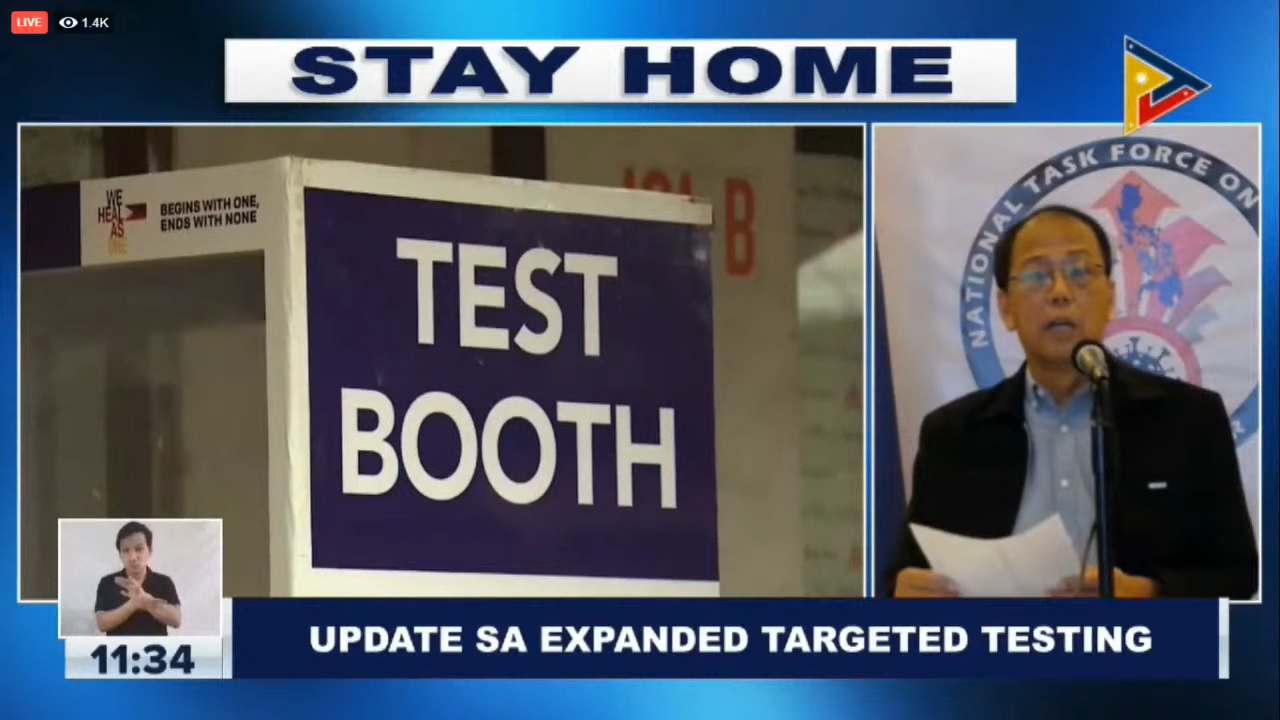 LIVE 1.4K
STAY HOME
WE
HEAL
AS
ONE
BEGINS WITH ONE,
ENDS WITH NONE
TEST
BOOTH
B
NATIONAL TASK FORCE ON
11:34
UPDATE SA EXPANDED TARGETED TESTING